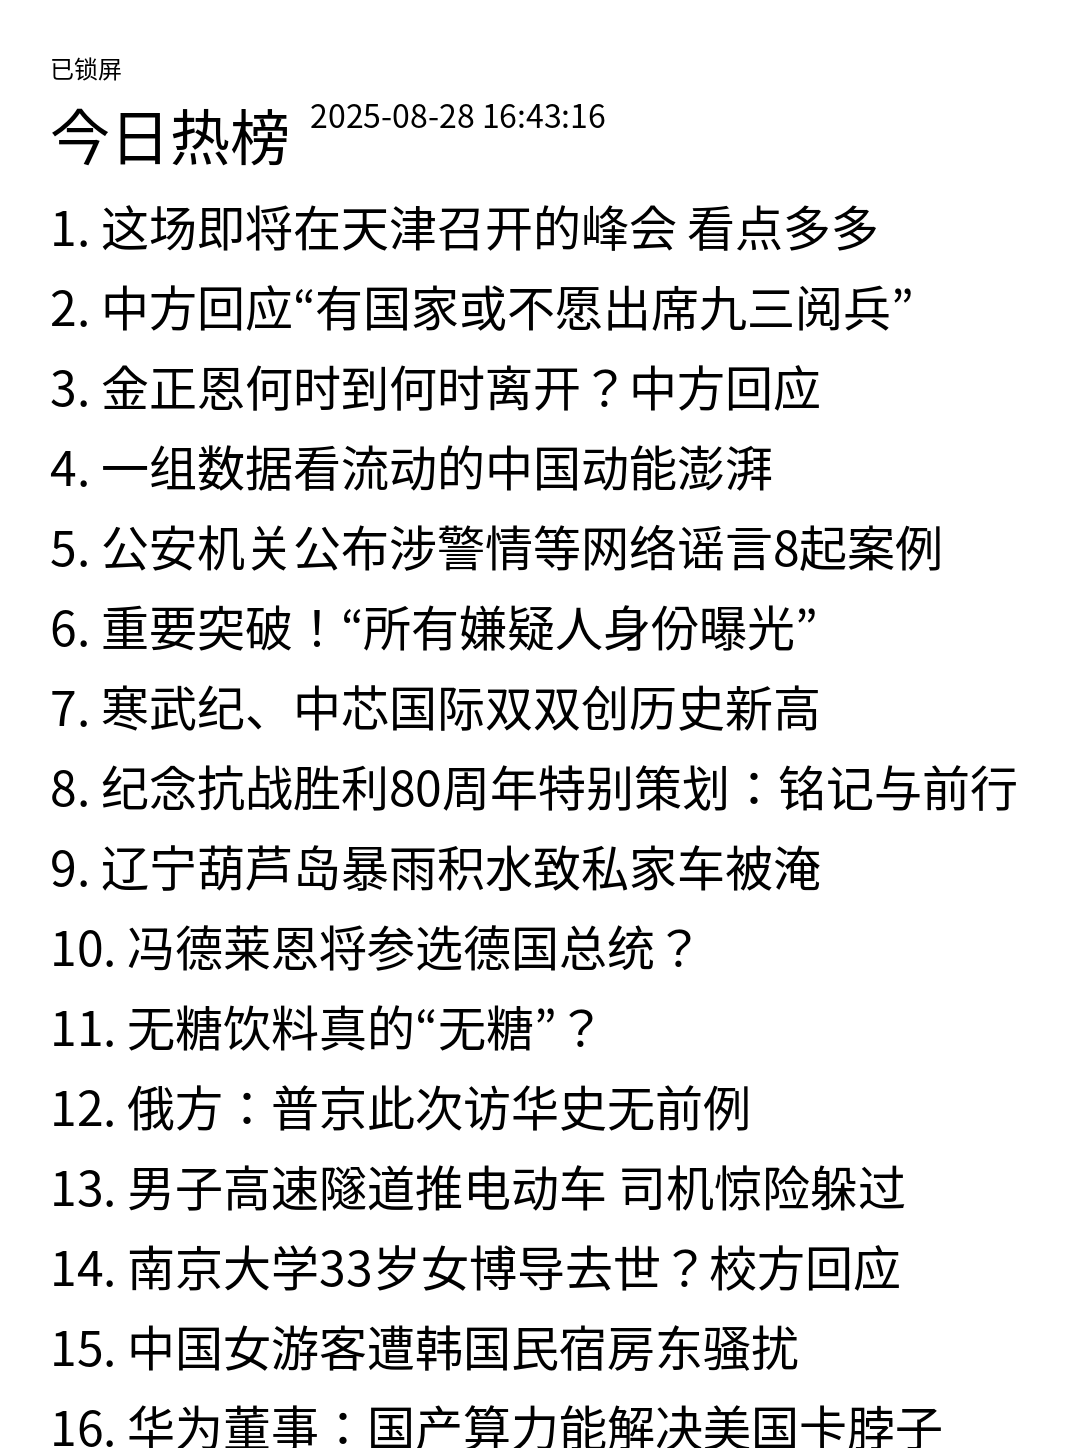 已锁屏
今日热榜 2025-08-28 16:43:16
1. 这场即将在天津召开的峰会 看点多多
2. 中方回应“有国家或不愿出席九三阅兵”
3. 金正恩何时到何时离开？中方回应
4. 一组数据看流动的中国动能澎湃
5. 公安机关公布涉警情等网络谣言8起案例
6. 重要突破！“所有嫌疑人身份曝光”
7. 寒武纪、中芯国际双双创历史新高
8. 纪念抗战胜利80周年特别策划：铭记与前行
9. 辽宁葫芦岛暴雨积水致私家车被淹
10. 冯德莱恩将参选德国总统？
11. 无糖饮料真的“无糖”？
12. 俄方：普京此次访华史无前例
13. 男子高速隧道推电动车 司机惊险躲过
14. 南京大学33岁女博导去世？校方回应
15. 中国女游客遭韩国民宿房东骚扰
16. 华为董事：国产算力能解决美国卡脖子